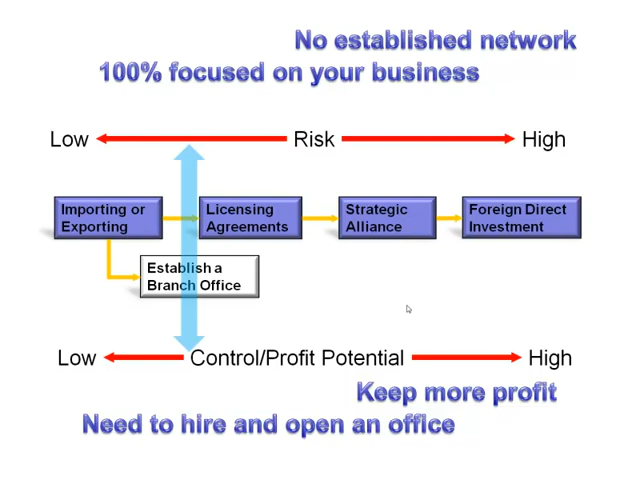 No established network
100% focused on your business
Low Risk High
Importing or Exporting
Licensing Agreements
Strategic Alliance
Foreign Direct Investment
Establish a Branch Office
Low Control/Profit Potential High
Keep more profit
Need to hire and open an office